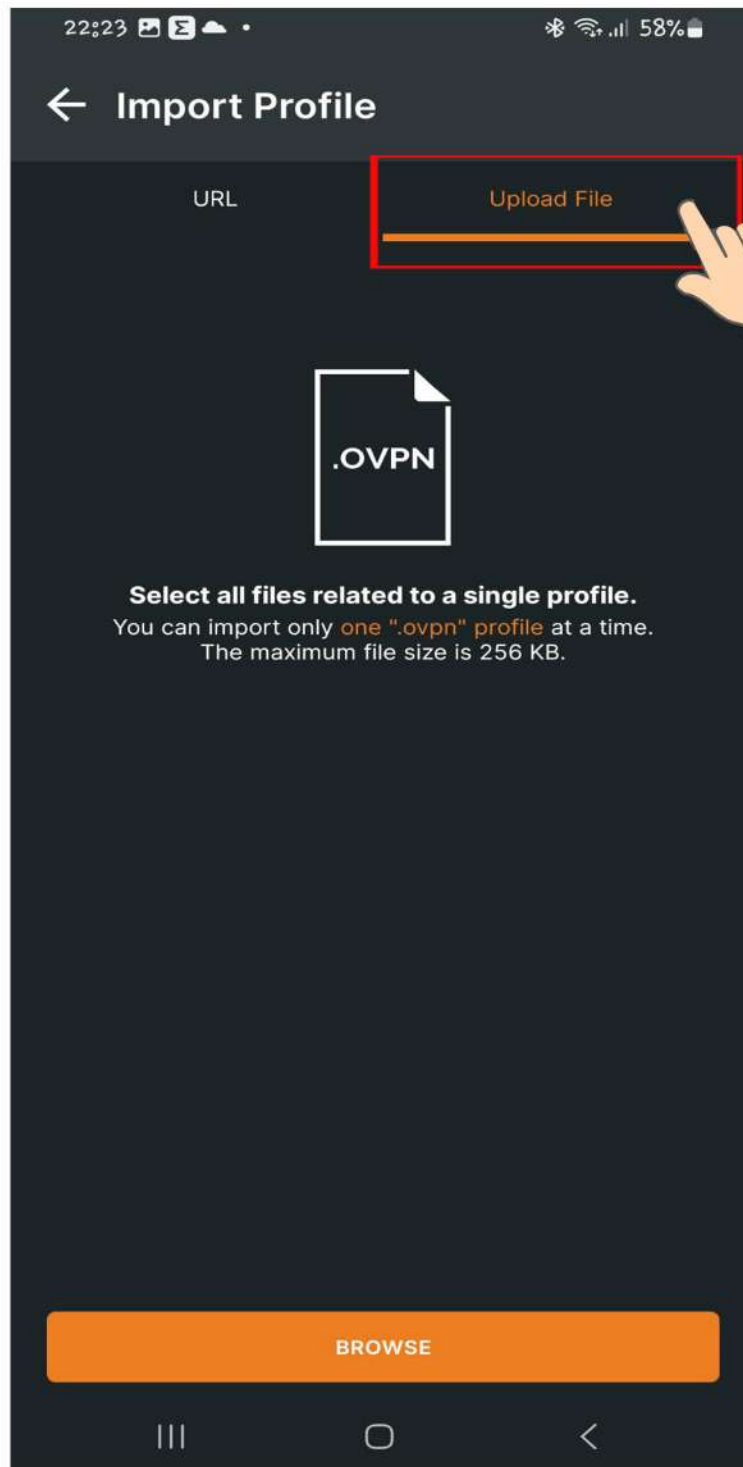 22:23
58%
Import Profile
URL
Upload File
.OVPN
Select all files related to a single profile.
You can import only one ".ovpn" profile at a time.
The maximum file size is 256 KB.
BROWSE